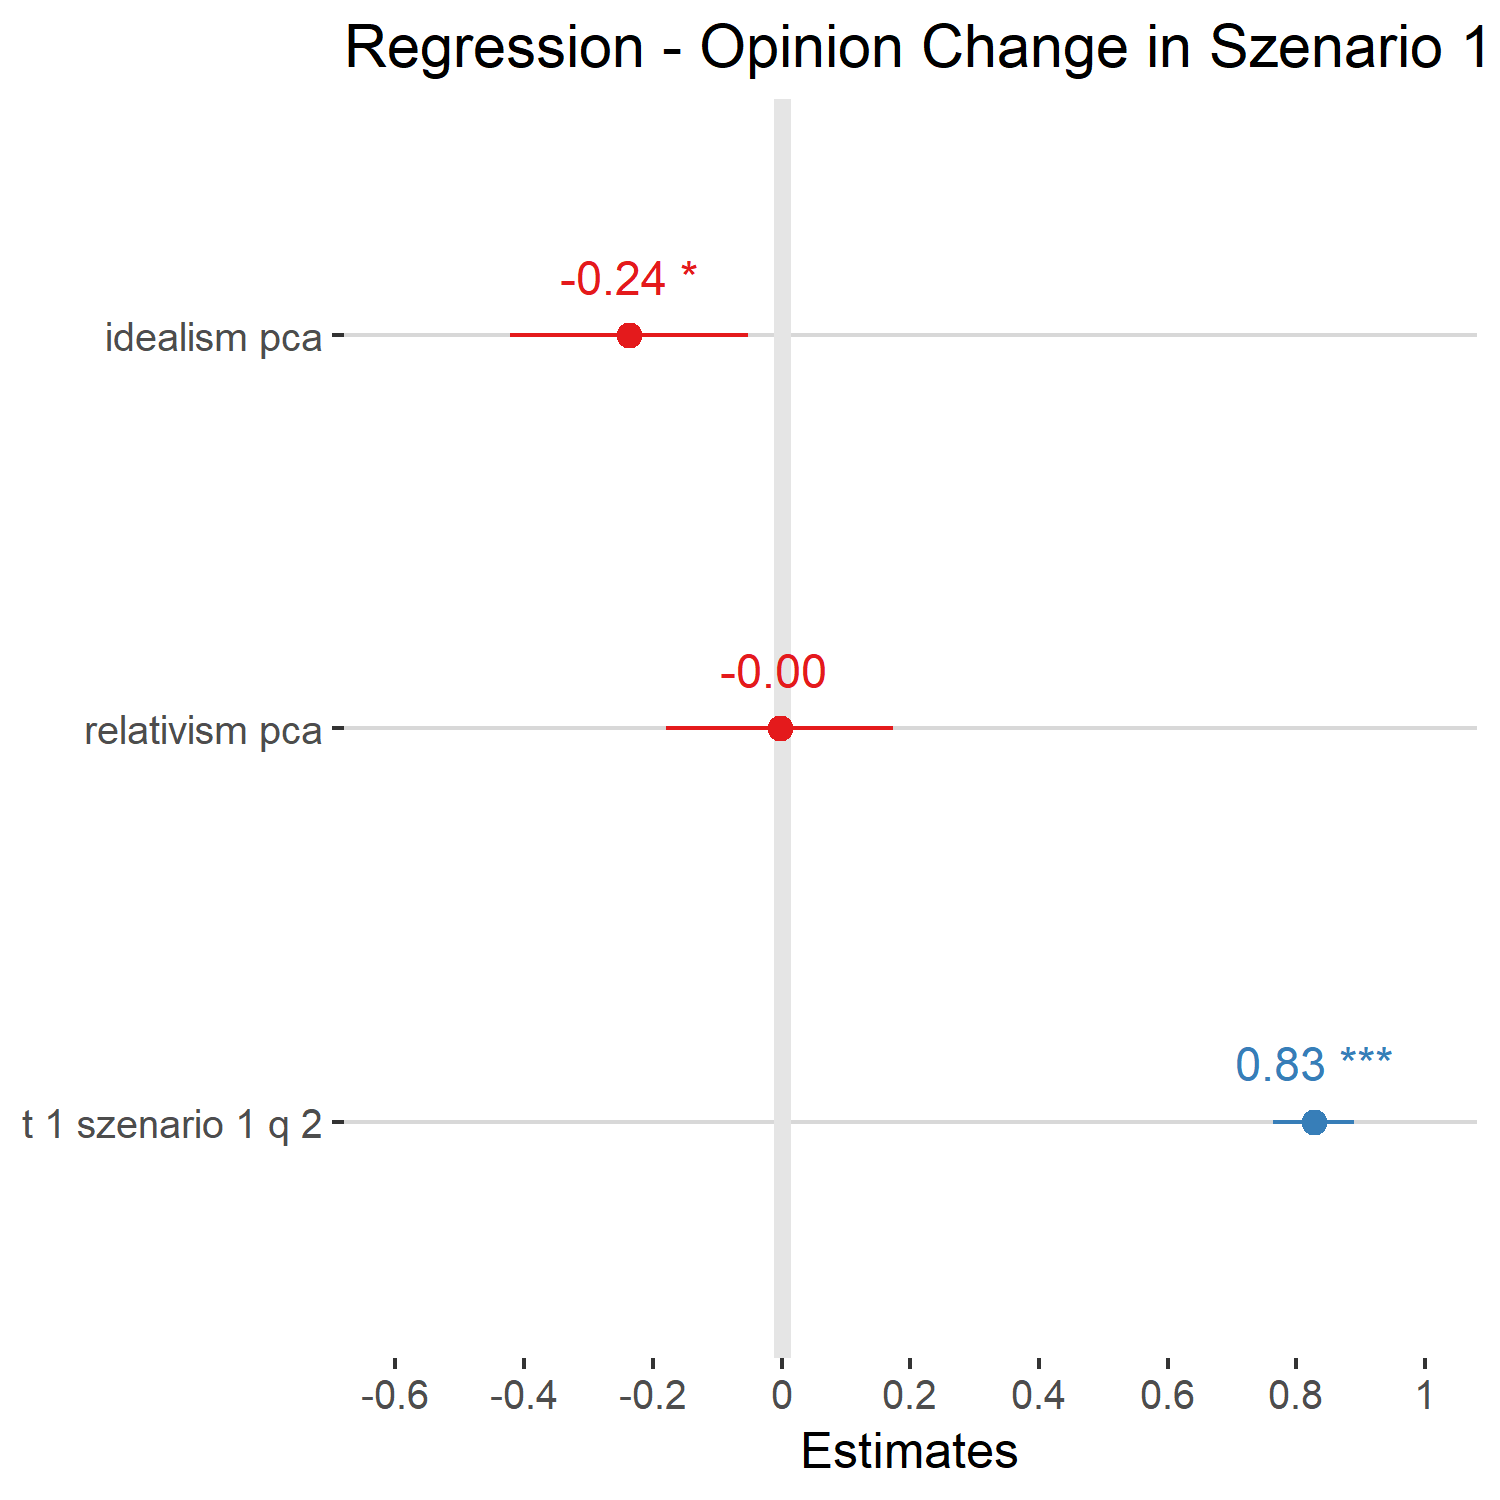 Regression - Opinion Change in Szenario 1
-0.24 *
idealism pca
-0.00
relativism pca
0.83 ***
t 1 szenario 1 q 2
-0.6 -0.4 -0.2 0 0.2 0.4 0.6 0.8 1
Estimates